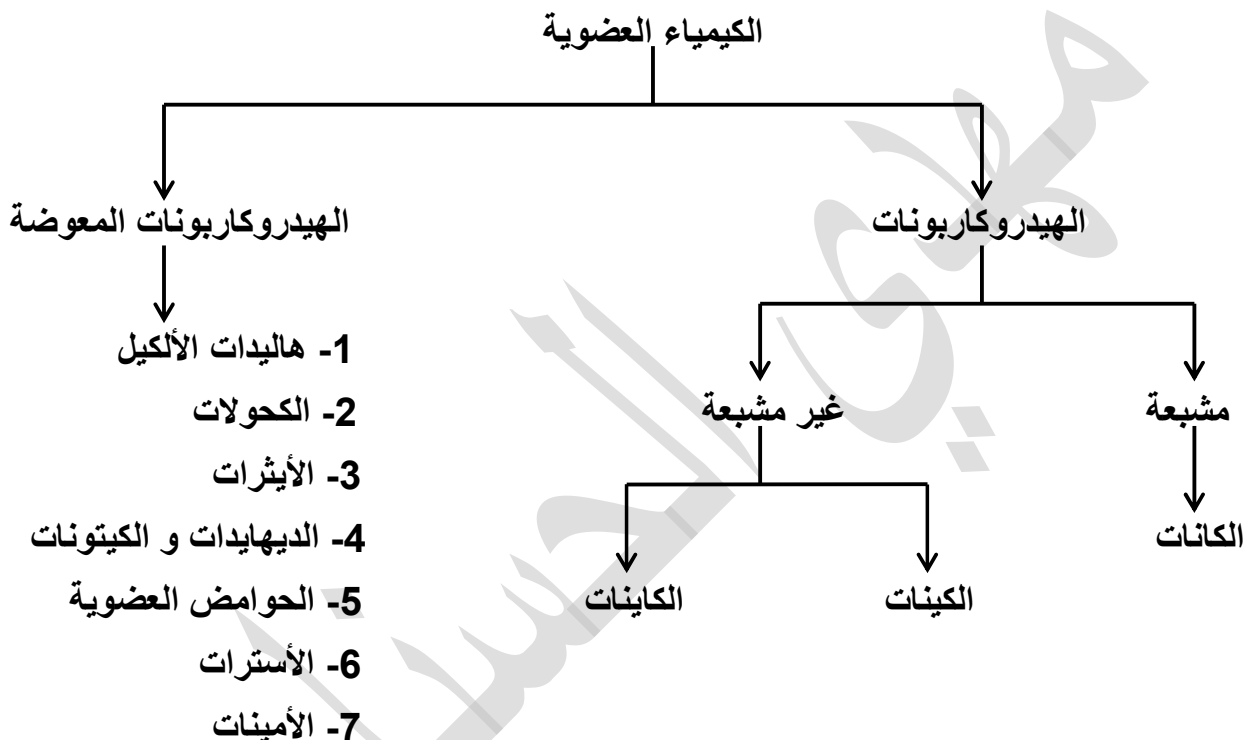 الكيمياء العضوية
الهيدروكاربونات
الهيدروكاربونات المعوضة
مشبعة
غير مشبعة
الكانات
الكينات
الكاينات
1- هاليدات الألكيل
2- الكحولات
3- الأيثرات
4- الديهايدات و الكيتونات
5- الحوامض العضوية
6- الأسترات
7- الأمينات